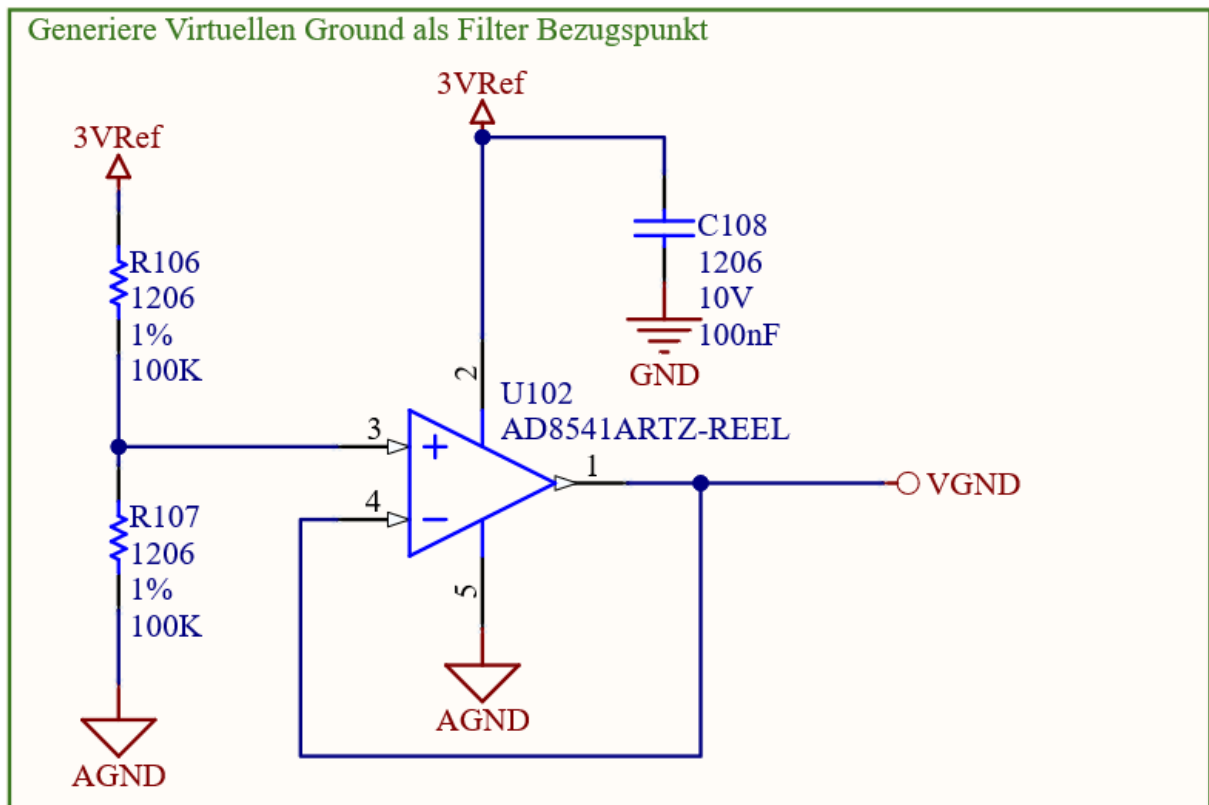 Generiere Virtuellen Ground als Filter Bezugspunkt
3VRef
3VRef
R106
1206
1%
100K
C108
1206
10V
100nF
GND
2
U102
AD8541ARTZ-REEL
3
+
4
−
1
VGND
5
AGND
R107
1206
1%
100K
AGND